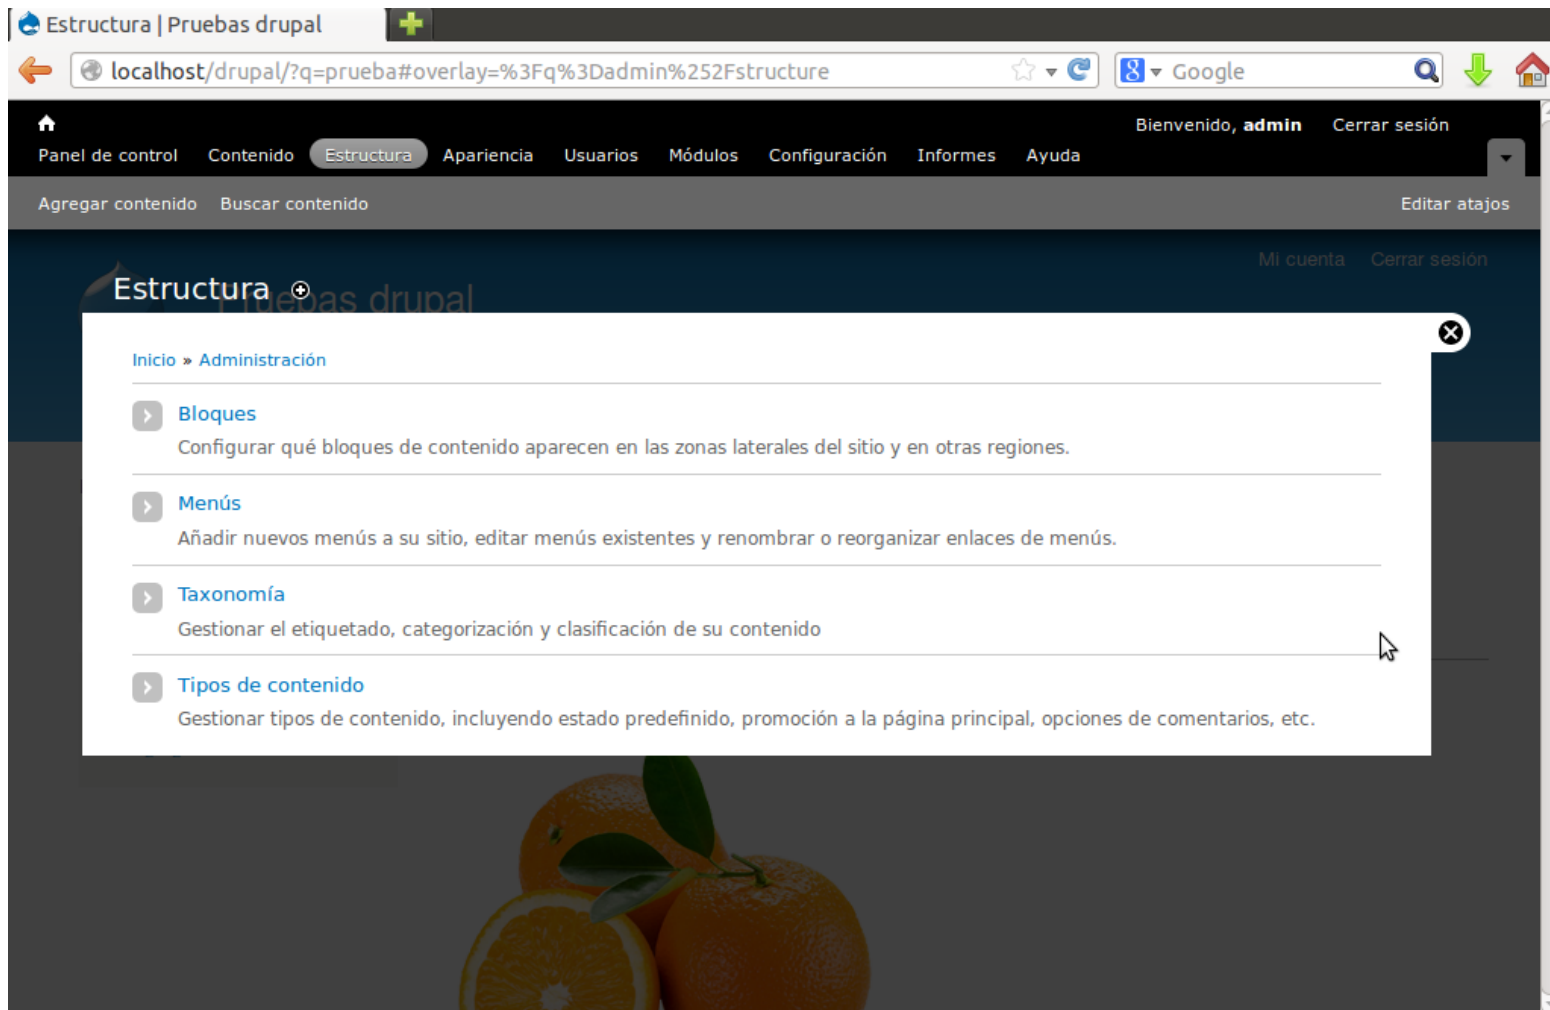 Estructura | Pruebas drupal
localhost/drupal/?q=prueba#overlay=%3Fq%3Dadmin%252Fstructure
8 Google
Bienvenido, admin Cerrar sesión
Panel de control Contenido Estructura Apariencia Usuarios Módulos Configuración Informes Ayuda
Agregar contenido Buscar contenido Editar atajos
Mi cuenta Cerrar sesión
Estructura
Pruebas drupal
Inicio » Administración
Bloques
Configurar qué bloques de contenido aparecen en las zonas laterales del sitio y en otras regiones.
Menús
Añadir nuevos menús a su sitio, editar menús existentes y renombrar o reorganizar enlaces de menús.
Taxonomía
Gestionar el etiquetado, categorización y clasificación de su contenido
Tipos de contenido
Gestionar tipos de contenido, incluyendo estado predefinido, promoción a la página principal, opciones de comentarios, etc.